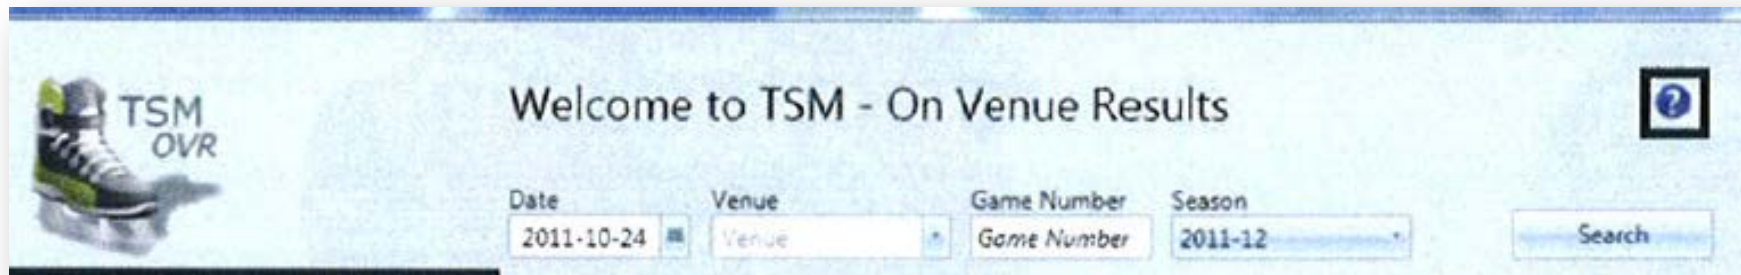 TSM
OVR
Welcome to TSM - On Venue Results
?
Date Venue Game Number Season
2011-10-24 Venue Game Number 2011-12 Search